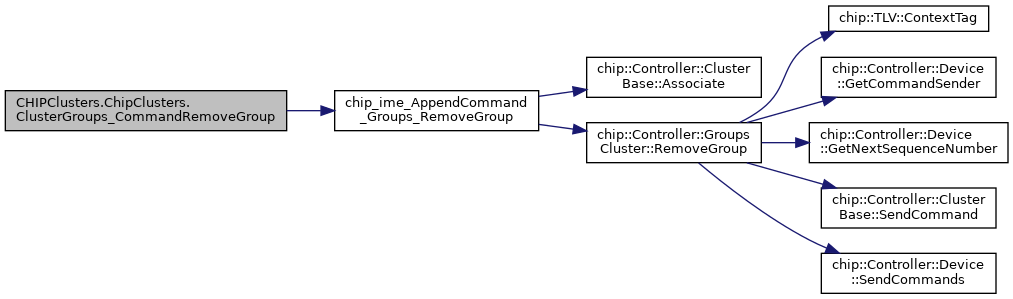 CHIPClusters.ChipClusters.
ClusterGroups_CommandRemoveGroup
chip_ime_AppendCommand
_Groups_RemoveGroup
chip::Controller::Cluster
Base::Associate
chip::Controller::Groups
Cluster::RemoveGroup
chip::TLV::ContextTag
chip::Controller::Device
::GetCommandSender
chip::Controller::Device
::GetNextSequenceNumber
chip::Controller::Cluster
Base::SendCommand
chip::Controller::Device
::SendCommands